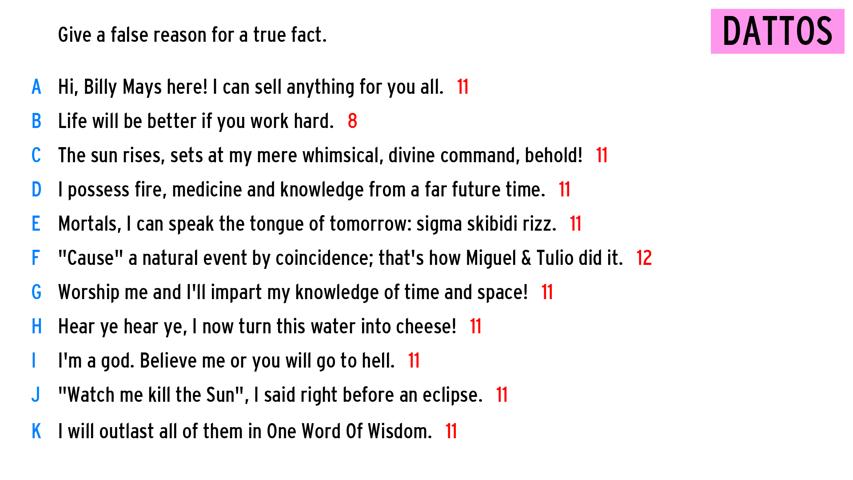 Give a false reason for a true fact.
DATTOS
A Hi, Billy Mays here! I can sell anything for you all. 11
B Life will be better if you work hard. 8
C The sun rises, sets at my mere whimsical, divine command, behold! 11
D I possess fire, medicine and knowledge from a far future time. 11
E Mortals, I can speak the tongue of tomorrow: sigma skibidi rizz. 11
F "Cause" a natural event by coincidence; that's how Miguel & Tulio did it. 12
G Worship me and I'll impart my knowledge of time and space! 11
H Hear ye hear ye, I now turn this water into cheese! 11
I I'm a god. Believe me or you will go to hell. 11
J "Watch me kill the Sun", I said right before an eclipse. 11
K I will outlast all of them in One Word Of Wisdom. 11